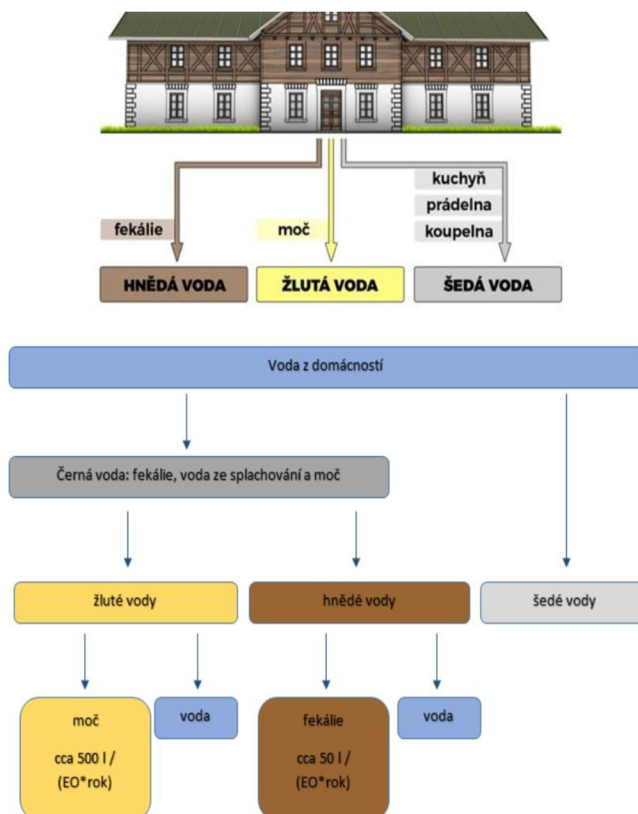 kuchyň
prádelna
koupelna
fekálie
moč
HNĚDÁ VODA
ŽLUTÁ VODA
ŠEDÁ VODA
Voda z domácností
Černá voda: fekálie, voda ze splachování a moč
žluté vody
hnědé vody
šedé vody
moč
cca 500 l /
(EO*rok)
voda
fekálie
cca 50 l /
(EO*rok)
voda